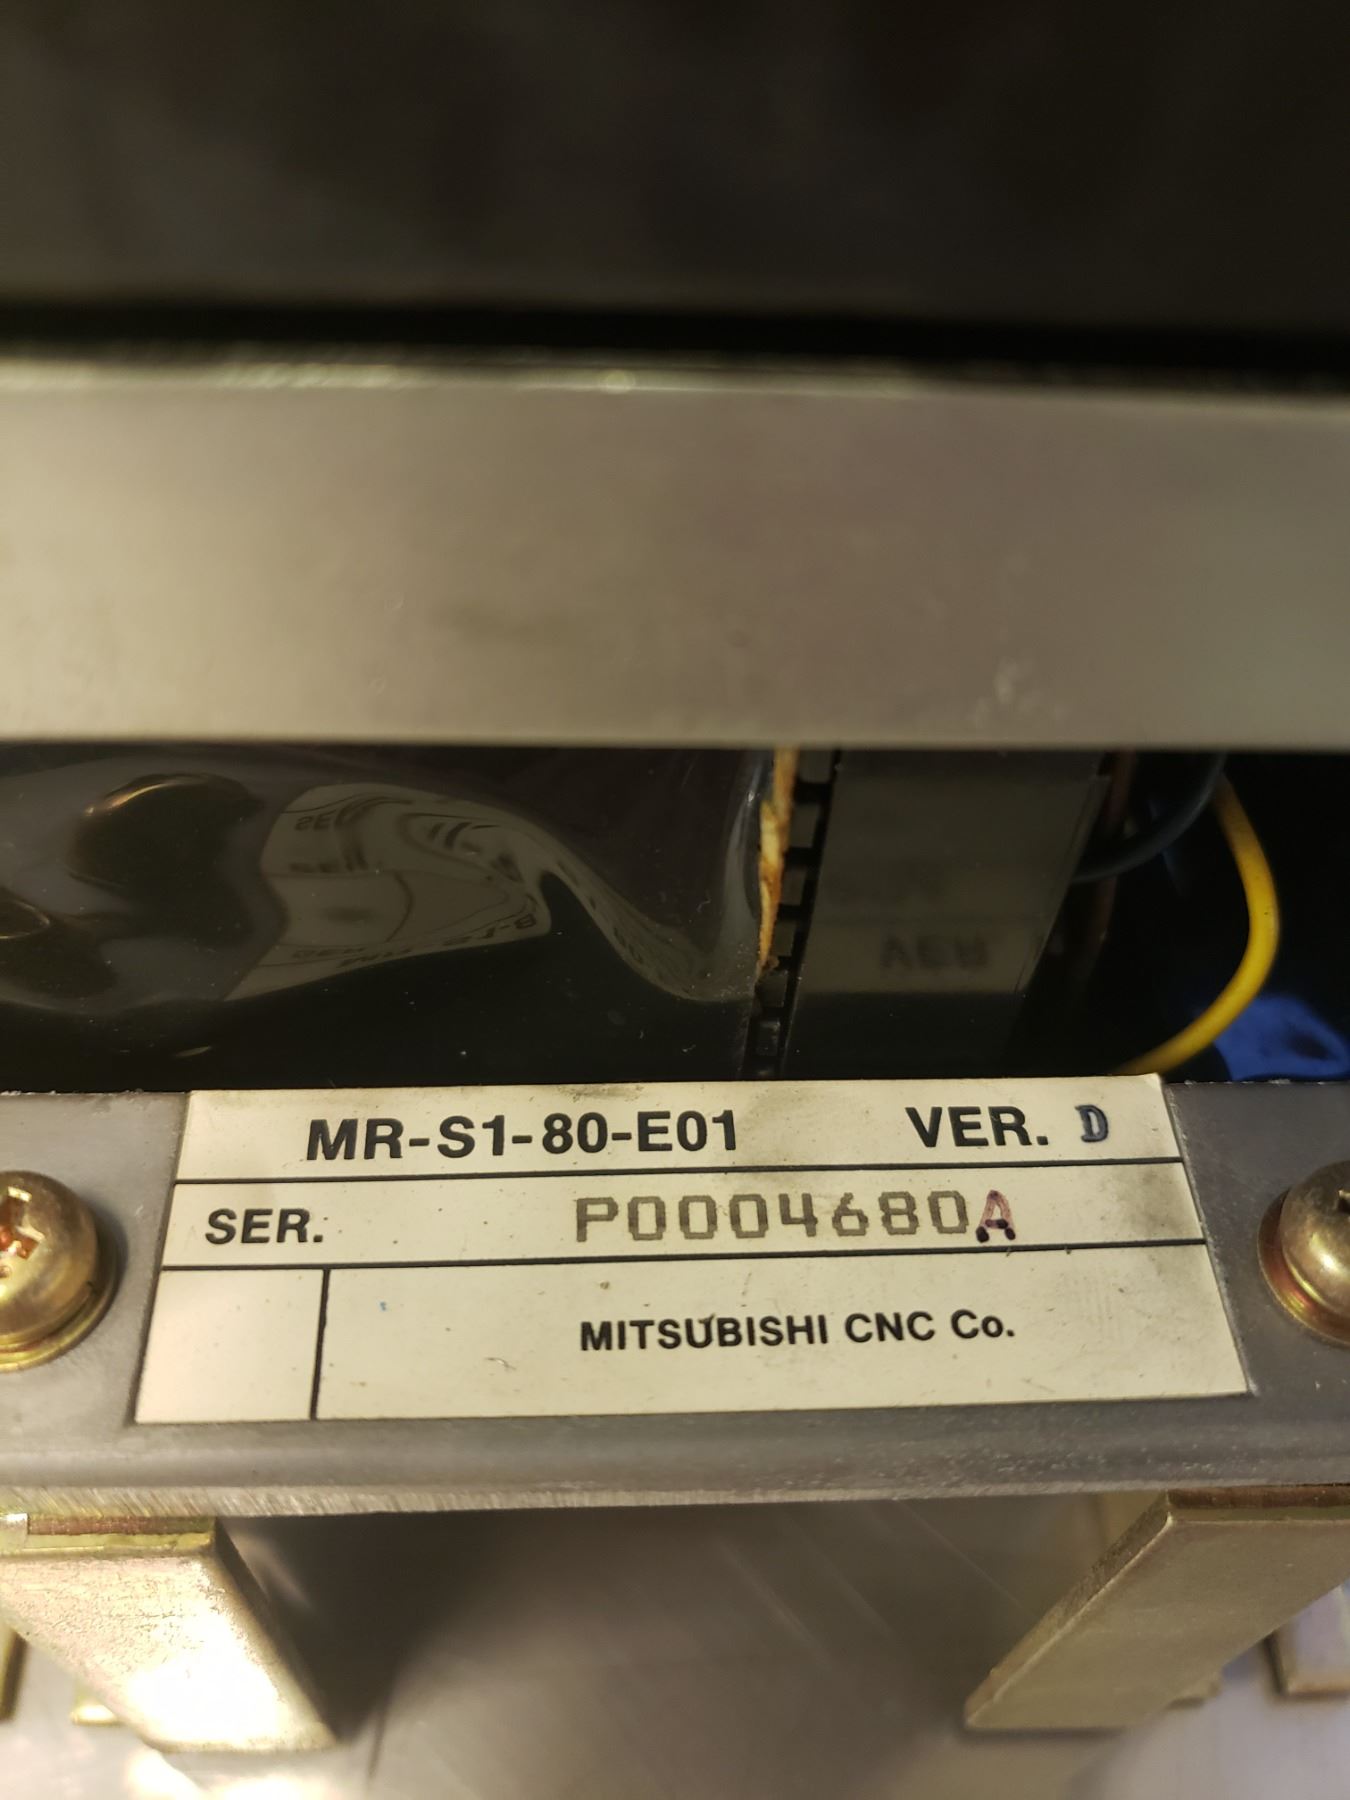 MR-S1-80-E01 VER. D
SER. P0004680A
MITSUBISHI CNC Co.